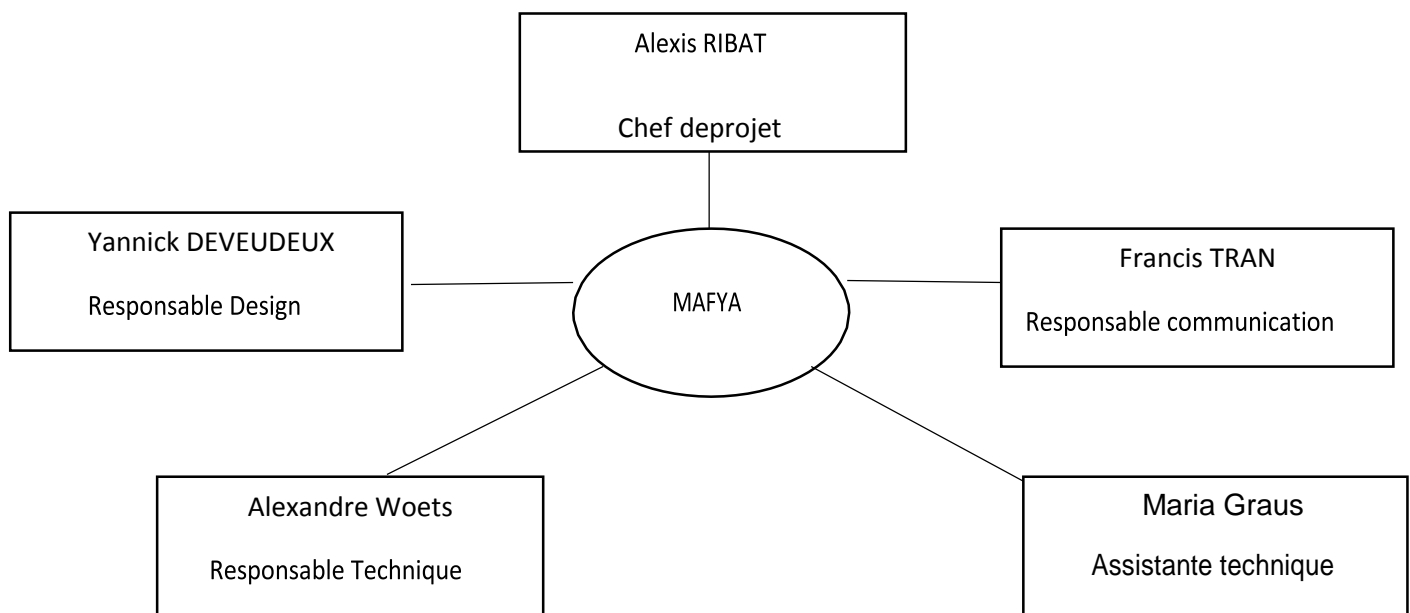 Alexis RIBAT
Chef deprojet
Yannick DEVEUDEUX
Responsable Design
MAFYA
Francis TRAN
Responsable communication
Alexandre Woets
Responsable Technique
Maria Graus
Assistante technique